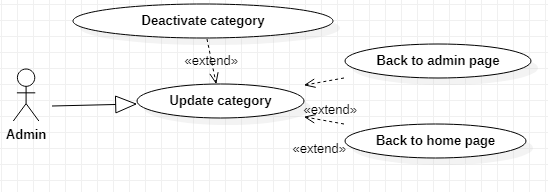 Deactivate category
«extend»
Back to admin page
Update category
«extend»
Admin
Back to home page
«extend»